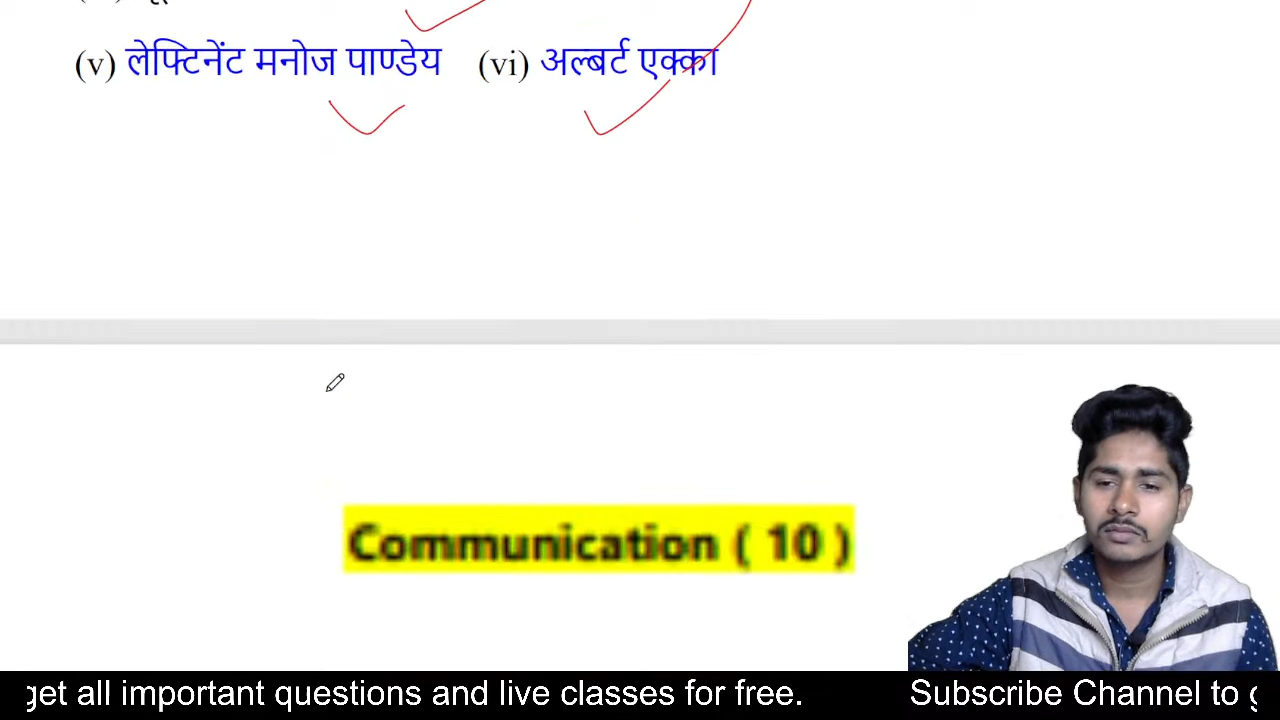 (v) लेफ्टिनेंट मनोज पाण्डेय (vi) अल्बर्ट एक्का
Communication ( 10 )
get all important questions and live classes for free. Subscribe Channel to g